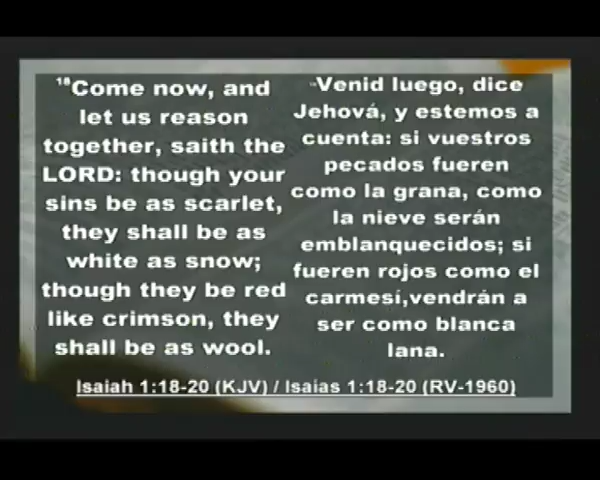 ¹⁸Come now, and
let us reason
together, saith the
LORD: though your
sins be as scarlet,
they shall be as
white as snow;
though they be red
like crimson, they
shall be as wool.
Venid luego, dice
Jehová, y estemos a
cuenta: si vuestros
pecados fueren
como la grana, como
la nieve serán
emblanquecidos; si
fueren rojos como el
carmesí,vendrán a
ser como blanca
lana.
Isaiah 1:18-20 (KJV) / Isaias 1:18-20 (RV-1960)